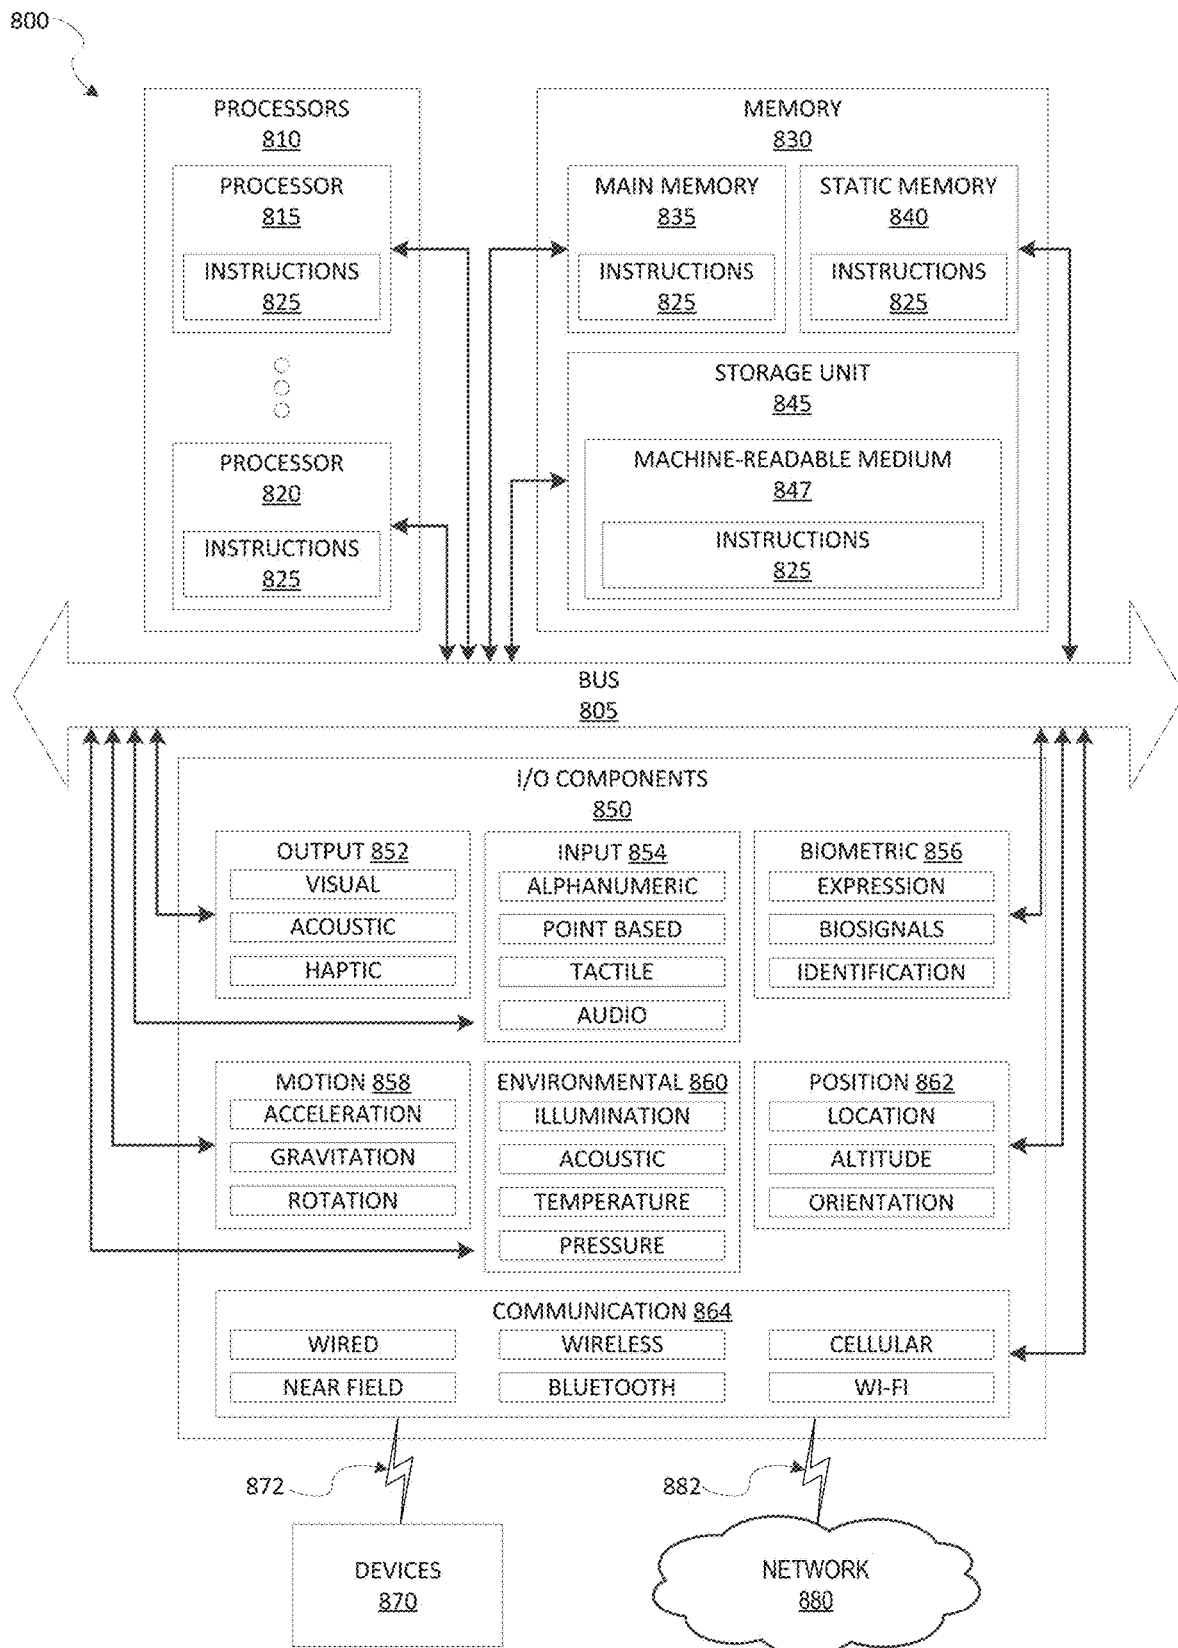 800
PROCESSORS
810
PROCESSOR
815
INSTRUCTIONS
825
PROCESSOR
820
INSTRUCTIONS
825
MEMORY
830
MAIN MEMORY
835
INSTRUCTIONS
825
STATIC MEMORY
840
INSTRUCTIONS
825
STORAGE UNIT
845
MACHINE-READABLE MEDIUM
847
INSTRUCTIONS
825
BUS
805
I/O COMPONENTS
850
OUTPUT 852
VISUAL
ACOUSTIC
HAPTIC
INPUT 854
ALPHANUMERIC
POINT BASED
TACTILE
AUDIO
BIOMETRIC 856
EXPRESSION
BIOSIGNALS
IDENTIFICATION
MOTION 858
ACCELERATION
GRAVITATION
ROTATION
ENVIRONMENTAL 860
ILLUMINATION
ACOUSTIC
TEMPERATURE
PRESSURE
POSITION 862
LOCATION
ALTITUDE
ORIENTATION
COMMUNICATION 864
WIRED
WIRELESS
CELLULAR
NEAR FIELD
BLUETOOTH
WI-FI
872
882
DEVICES
870
NETWORK
880